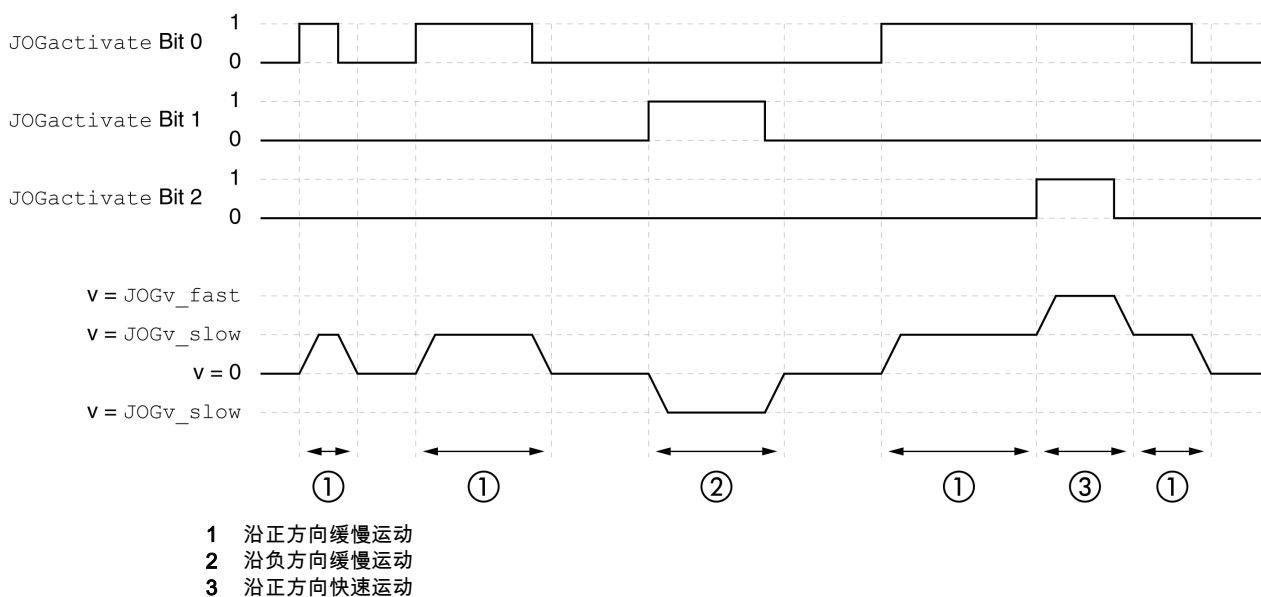 1
JOGactivate Bit 0
0
1
JOGactivate Bit 1
0
1
JOGactivate Bit 2
0
v = JOGv_fast
v = JOGv_slow
v = 0
v = JOGv_slow
① ① ② ① ③ ①
1 沿正方向缓慢运动
2 沿负方向缓慢运动
3 沿正方向快速运动